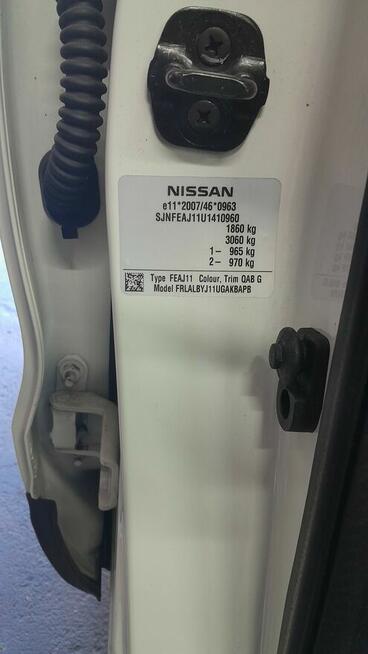 NISSAN
e11*2007/46*0963
SJNFEAJ11U1410960
1860 kg
3060 kg
1– 965 kg
2– 970 kg
Type FEAJ11 Colour, Trim QAB G
Model FRLALBYJ11UGAKBAPB